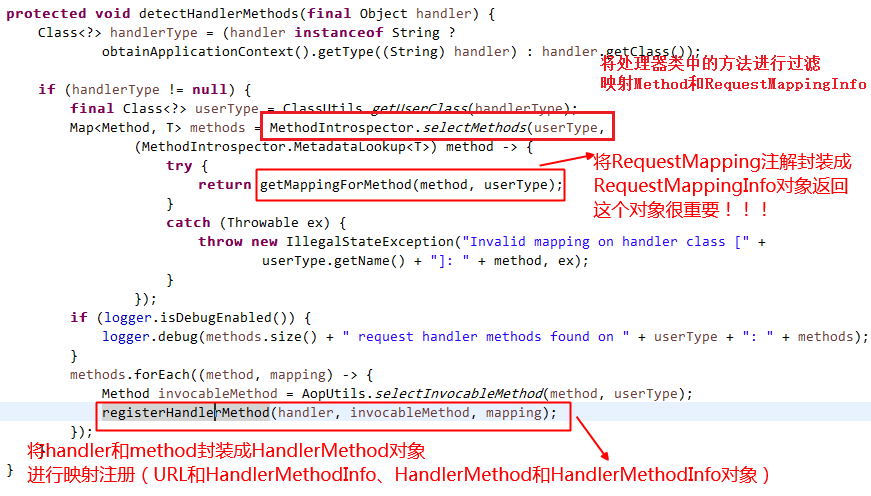 protected void detectHandlerMethods(final Object handler) {
Class<?> handlerType = (handler instanceof String ?
obtainApplicationContext().getType((String) handler) : handler.getClass());
将处理器类中的方法进行过滤
映射Method和RequestMappingInfo
if (handlerType != null) {
final Class<?> userType = ClassUtils.getUserClass(handlerType);
Map<Method, T> methods = MethodIntrospector.selectMethods(userType,
(MethodIntrospector.MetadataLookup<T>) method -> {
try {
return getMappingForMethod(method, userType);
将RequestMapping注解封装成
RequestMappingInfo对象返回
这个对象很重要！！！
}
catch (Throwable ex) {
throw new IllegalStateException("Invalid mapping on handler class [" +
userType.getName() + "]: " + method, ex);
}
});
if (logger.isDebugEnabled()) {
logger.debug(methods.size() + " request handler methods found on " + userType + ": " + methods);
}
methods.forEach((method, mapping) -> {
Method invocableMethod = AopUtils.selectInvocableMethod(method, userType);
registerHandlerMethod(handler, invocableMethod, mapping);
});
将handler和method封装成HandlerMethod对象
进行映射注册（URL和HandlerMethodInfo、HandlerMethod和HandlerMethodInfo对象）
}